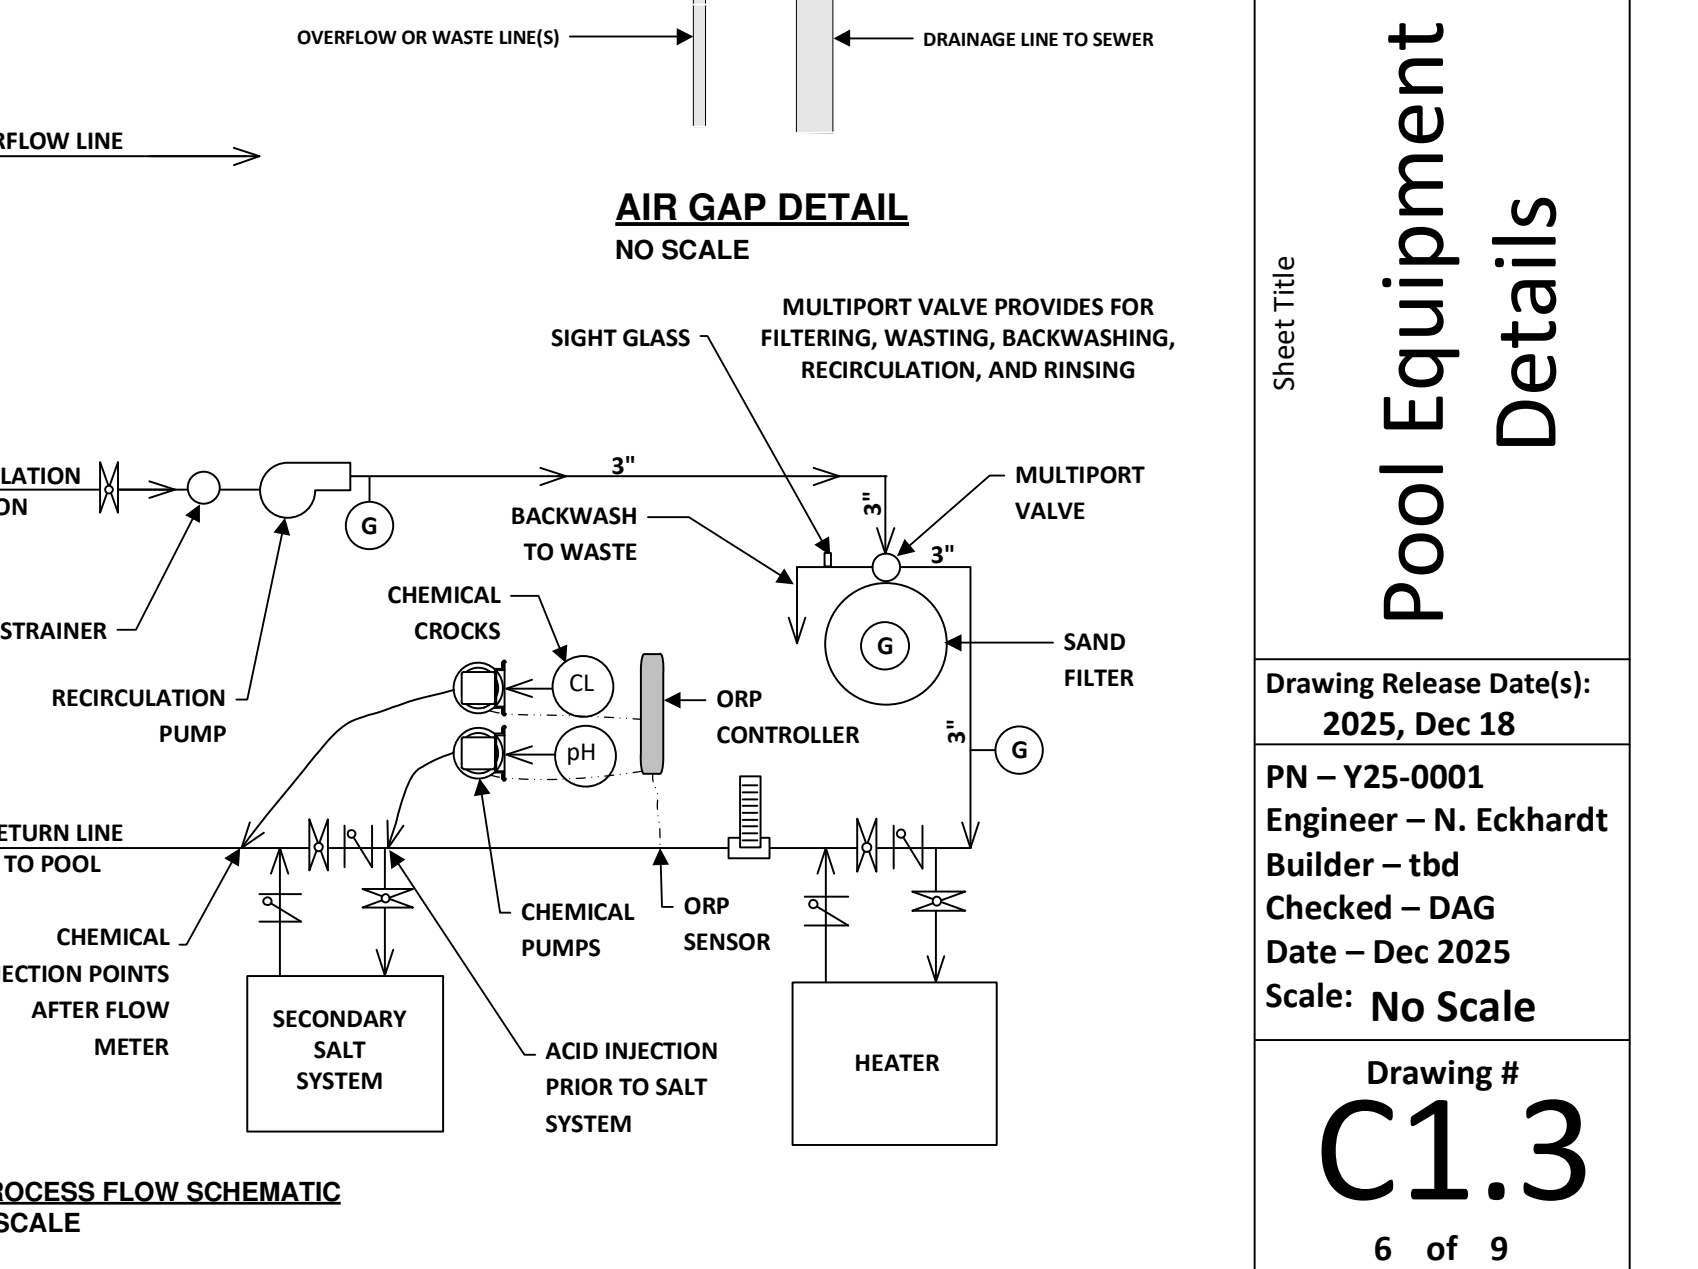 OVERFLOW OR WASTE LINE(S)
DRAINAGE LINE TO SEWER
RFLOW LINE
AIR GAP DETAIL
NO SCALE
MULTIPORT VALVE PROVIDES FOR
FILTERING, WASTING, BACKWASHING,
RECIRCULATION, AND RINSING
SIGHT GLASS
LATION
ON
3"
3"
MULTIPORT
VALVE
G
BACKWASH
TO WASTE
3"
CHEMICAL
CROCKS
STRAINER
G
SAND
FILTER
RECIRCULATION
PUMP
CL
ORP
CONTROLLER
pH
3"
G
ETURN LINE
TO POOL
CHEMICAL
JECTION POINTS
AFTER FLOW
METER
CHEMICAL
PUMPS
ORP
SENSOR
SECONDARY
SALT
SYSTEM
ACID INJECTION
PRIOR TO SALT
SYSTEM
HEATER
ROCESS FLOW SCHEMATIC
SCALE
Sheet Title
Pool Equipment
Details
Drawing Release Date(s):
2025, Dec 18
PN – Y25-0001
Engineer – N. Eckhardt
Builder – tbd
Checked – DAG
Date – Dec 2025
Scale: No Scale
Drawing #
C1.3
6 of 9